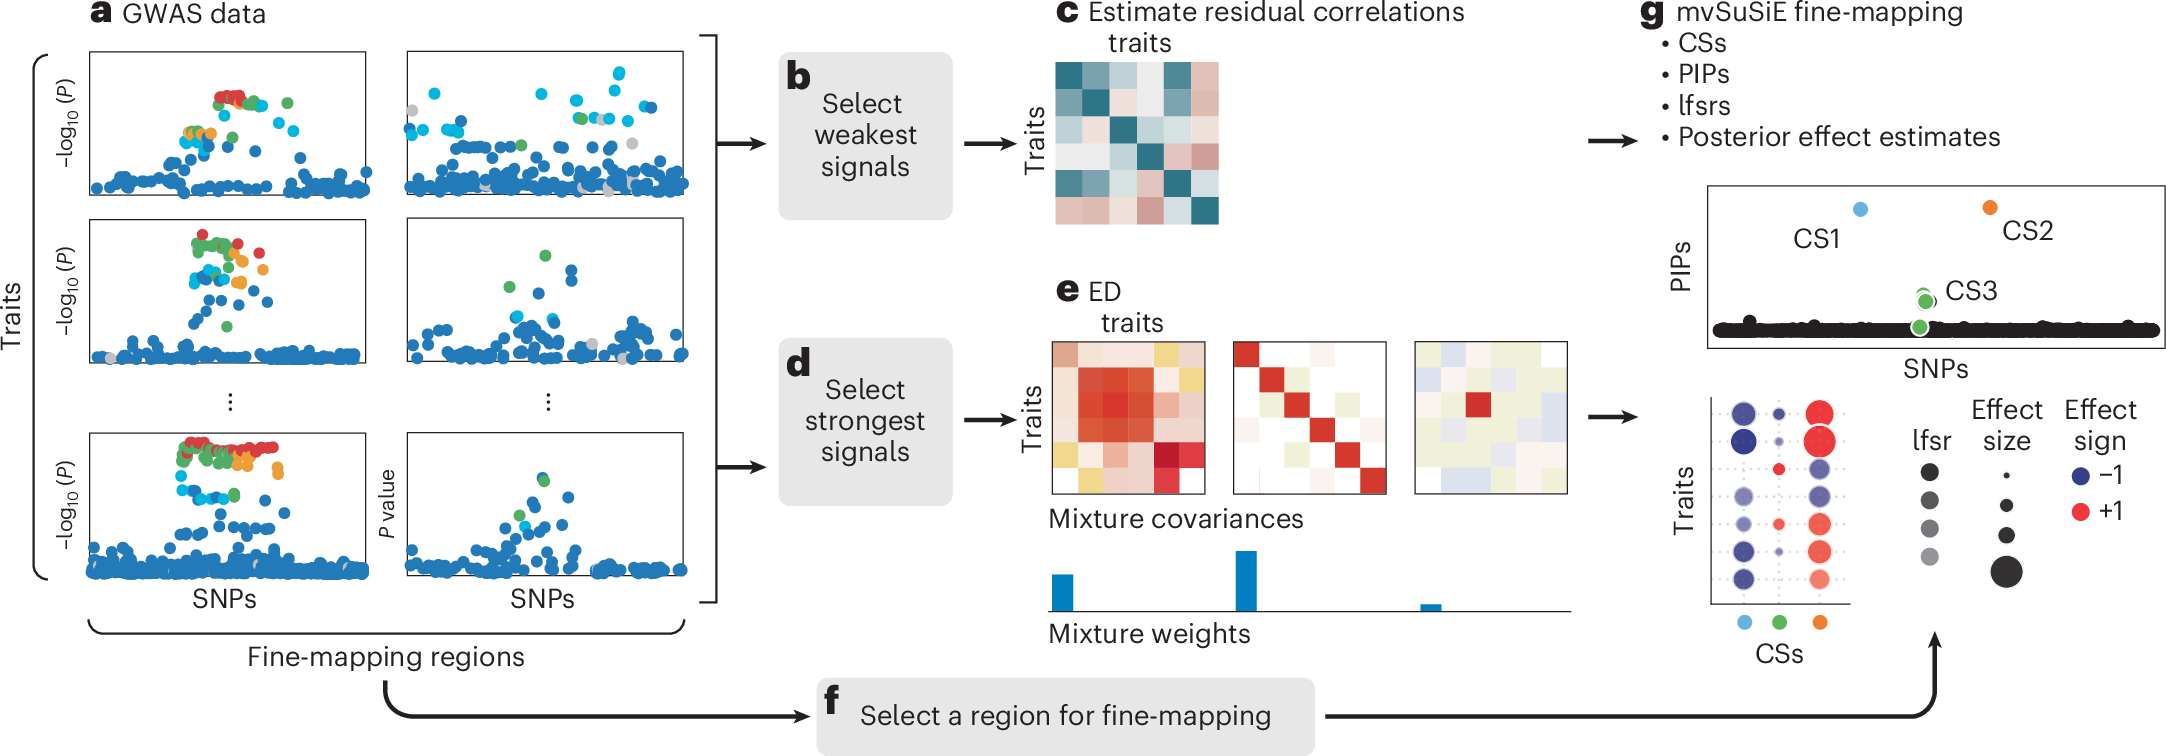 a GWAS data
Traits
–log10 (P)
–log10 (P)
⋮
⋮
–log10 (P)
P value
SNPs
SNPs
Fine-mapping regions
b
Select
weakest
signals
c Estimate residual correlations
traits
Traits
d
Select
strongest
signals
e ED
traits
Traits
Mixture covariances
Mixture weights
f Select a region for fine-mapping
g mvSuSiE fine-mapping
• CSs
• PIPs
• lfsrs
• Posterior effect estimates
PIPs
CS1
CS2
CS3
SNPs
Traits
CSs
lfsr
Effect
size
Effect
sign
–1
+1